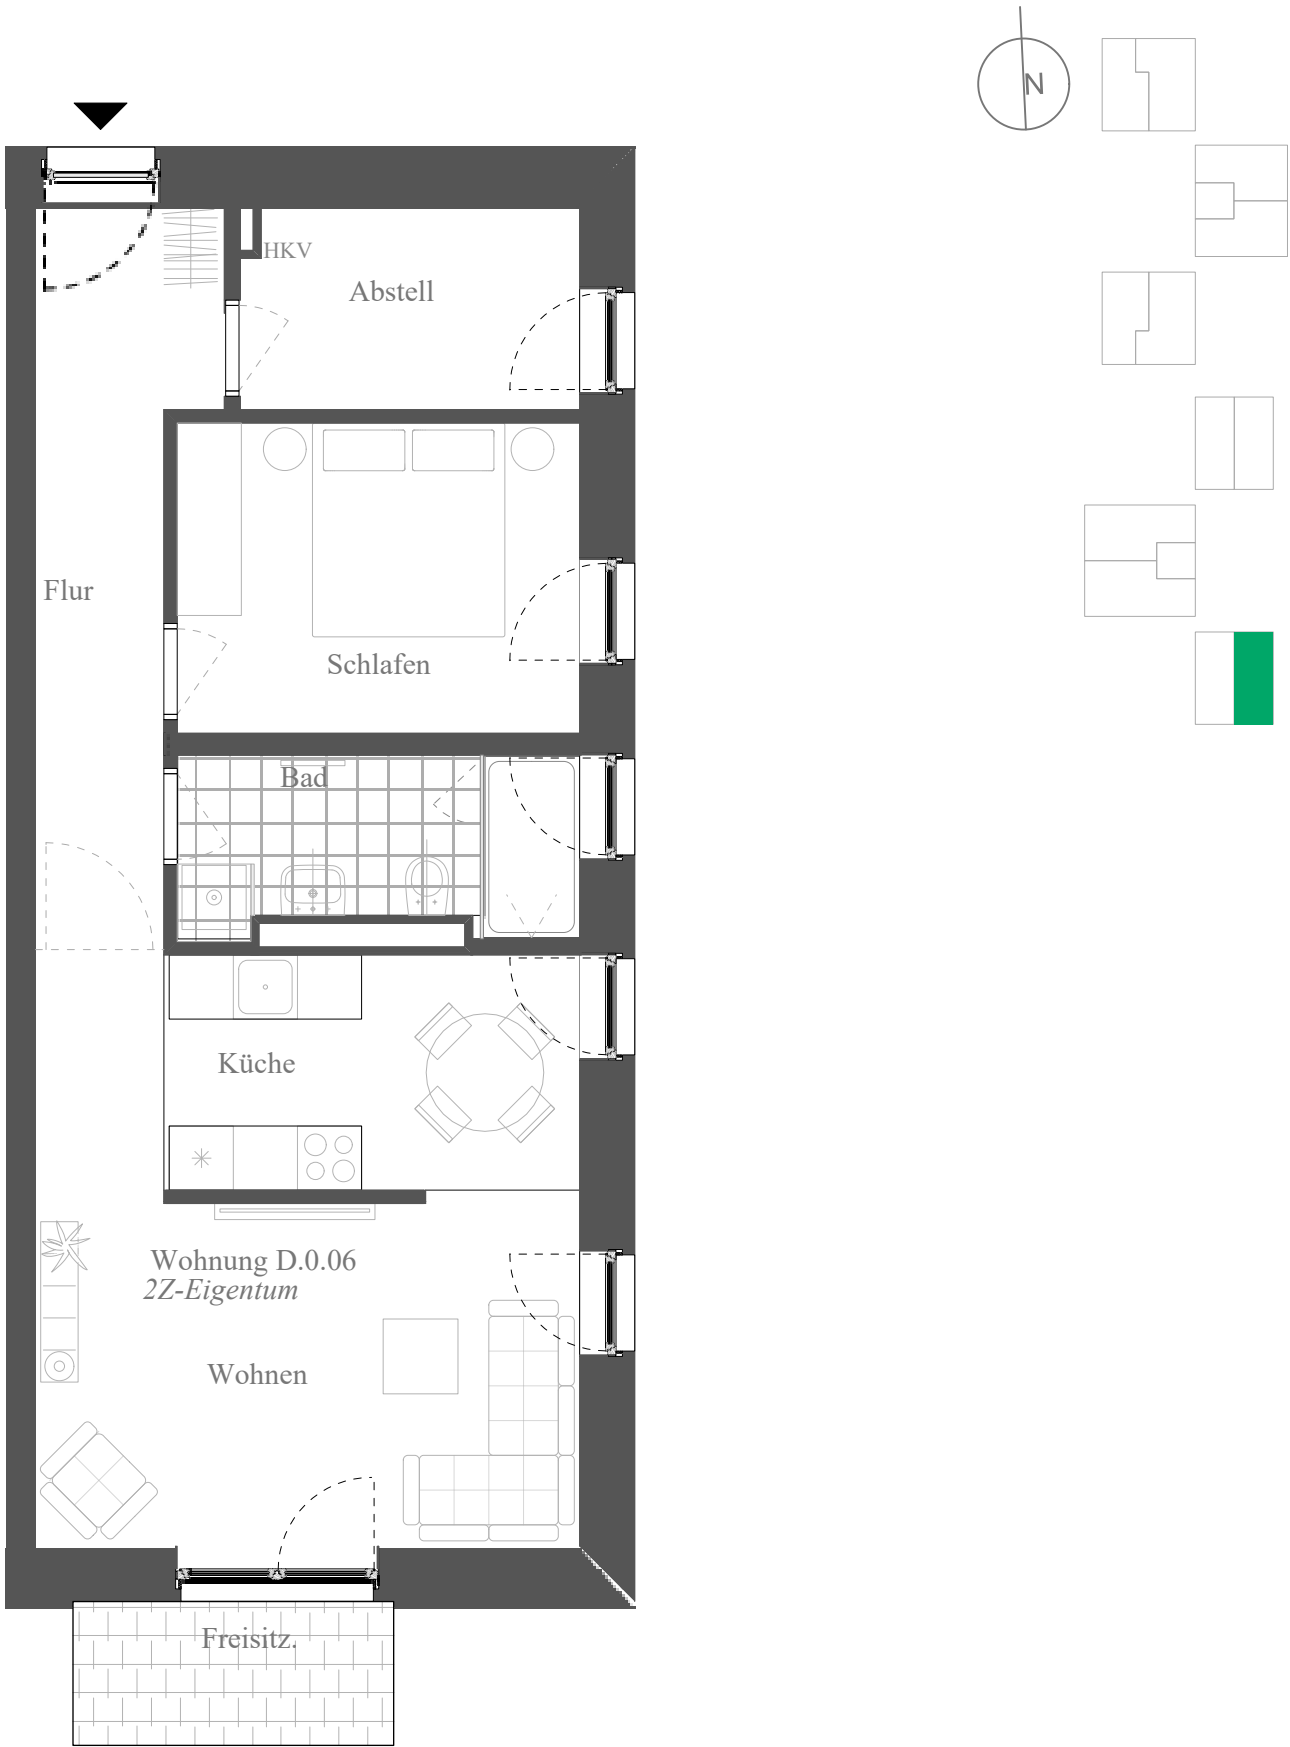 N
HKV
Abstell
Flur
Schlafen
Bad
Küche
Wohnung D.0.06
2Z-Eigentum
Wohnen
Freisitz.